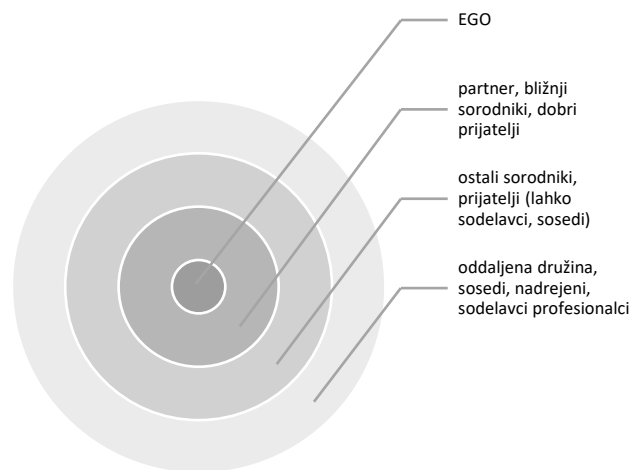 EGO
partner, bližnji
sorodniki, dobri
prijatelji
ostali sorodniki,
prijatelji (lahko
sodelavci, sosedi)
oddaljena družina,
sosedi, nadrejeni,
sodelavci profesionalci